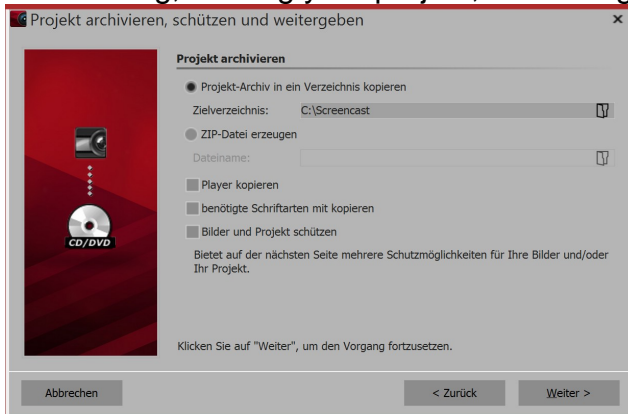 Projekt archivieren, schützen und weitergeben
Projekt archivieren
Projekt-Archiv in ein Verzeichnis kopieren
Zielverzeichnis: C:\Screencast
ZIP-Datei erzeugen
Dateiname:
Player kopieren
benötigte Schriftarten mit kopieren
Bilder und Projekt schützen
Bietet auf der nächsten Seite mehrere Schutzmöglichkeiten für Ihre Bilder und/oder
Ihr Projekt.
CD/DVD
Klicken Sie auf "Weiter", um den Vorgang fortzusetzen.
Abbrechen < Zurück Weiter >